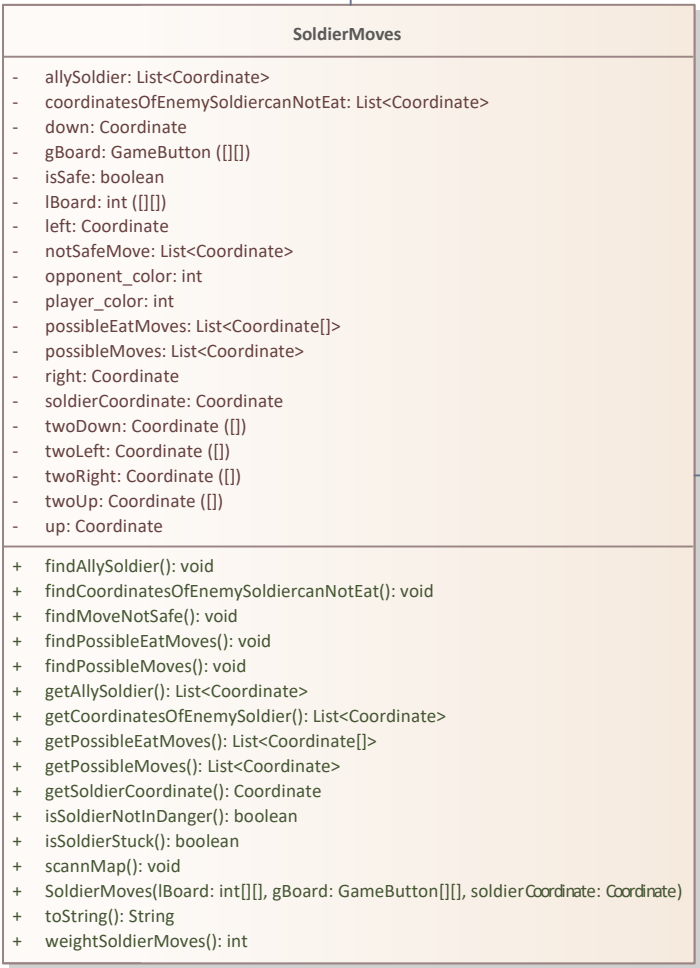 SoldierMoves
- allySoldier: List<Coordinate>
- coordinatesOfEnemySoldiercanNotEat: List<Coordinate>
- down: Coordinate
- gBoard: GameButton ([][])
- isSafe: boolean
- lBoard: int ([][])
- left: Coordinate
- notSafeMove: List<Coordinate>
- opponent_color: int
- player_color: int
- possibleEatMoves: List<Coordinate[]>
- possibleMoves: List<Coordinate>
- right: Coordinate
- soldierCoordinate: Coordinate
- twoDown: Coordinate ([])
- twoLeft: Coordinate ([])
- twoRight: Coordinate ([])
- twoUp: Coordinate ([])
- up: Coordinate
+ findAllySoldier(): void
+ findCoordinatesOfEnemySoldiercanNotEat(): void
+ findMoveNotSafe(): void
+ findPossibleEatMoves(): void
+ findPossibleMoves(): void
+ getAllySoldier(): List<Coordinate>
+ getCoordinatesOfEnemySoldier(): List<Coordinate>
+ getPossibleEatMoves(): List<Coordinate[]>
+ getPossibleMoves(): List<Coordinate>
+ getSoldierCoordinate(): Coordinate
+ isSoldierNotInDanger(): boolean
+ isSoldierStuck(): boolean
+ scannMap(): void
+ SoldierMoves(lBoard: int[][], gBoard: GameButton[][], soldierCoordinate: Coordinate)
+ toString(): String
+ weightSoldierMoves(): int